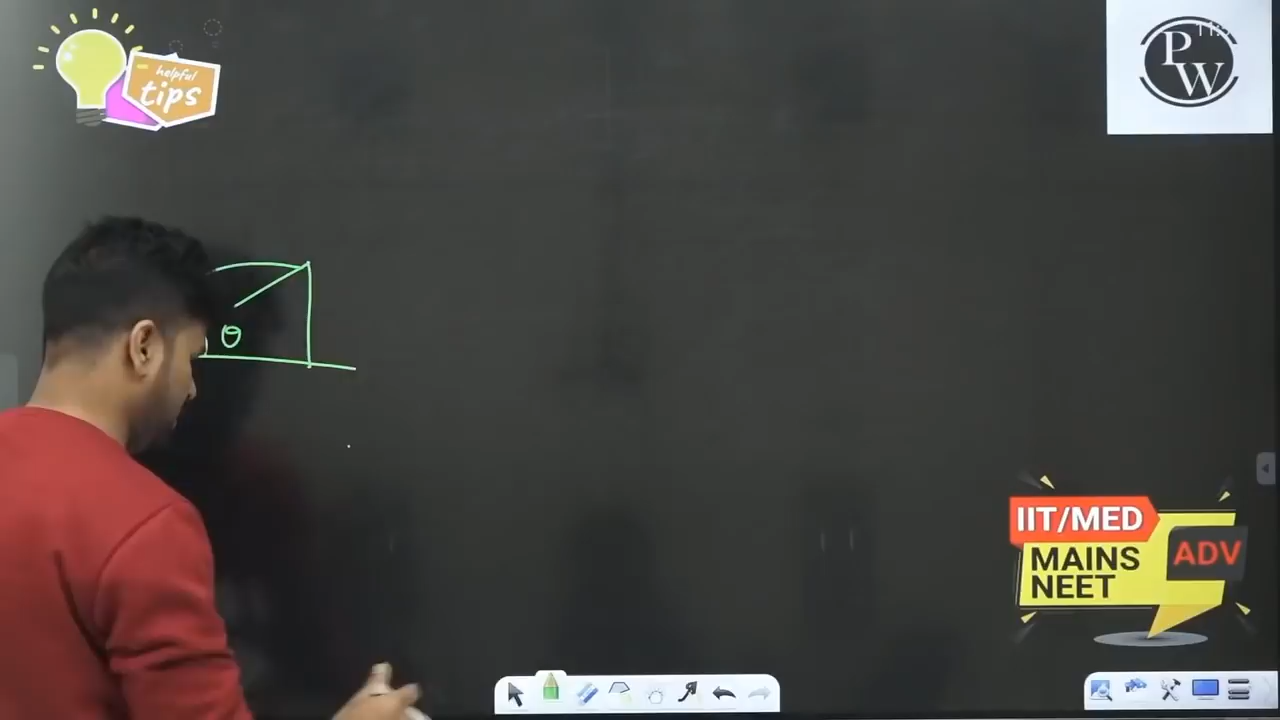 helpful
tips
PW
θ
IIT/MED
MAINS
NEET
ADV